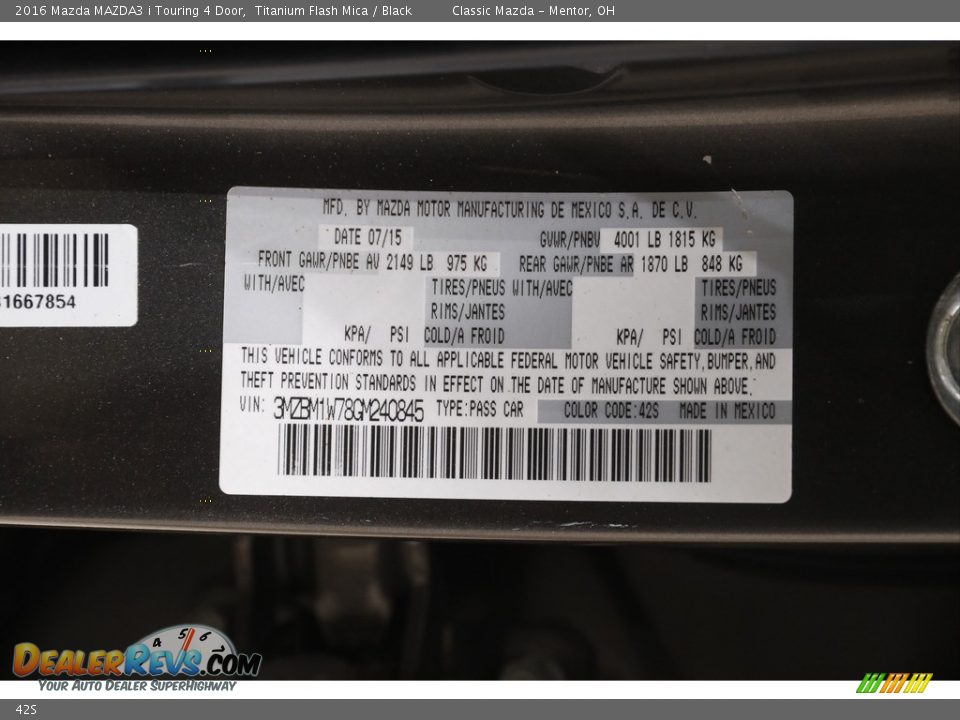 2016 Mazda MAZDA3 i Touring 4 Door, Titanium Flash Mica / Black Classic Mazda - Mentor, OH
MFD. BY MAZDA MOTOR MANUFACTURING DE MEXICO S.A. DE C.V.
DATE 07/15 GVWR/PNBV 4001 LB 1815 KG
FRONT GAWR/PNBE AV 2149 LB 975 KG REAR GAWR/PNBE AR 1870 LB 848 KG
WITH/AVEC TIRES/PNEUS WITH/AVEC TIRES/PNEUS
RIMS/JANTES RIMS/JANTES
KPA/ PSI COLD/A FROID KPA/ PSI COLD/A FROID
THIS VEHICLE CONFORMS TO ALL APPLICABLE FEDERAL MOTOR VEHICLE SAFETY, BUMPER, AND
THEFT PREVENTION STANDARDS IN EFFECT ON THE DATE OF MANUFACTURE SHOWN ABOVE.
VIN: 3MZBM1W78GM240845 TYPE:PASS CAR COLOR CODE:42S MADE IN MEXICO
1667854
4 5 6
DEALERREVS.COM
YOUR AUTO DEALER SUPERHIGHWAY
42S